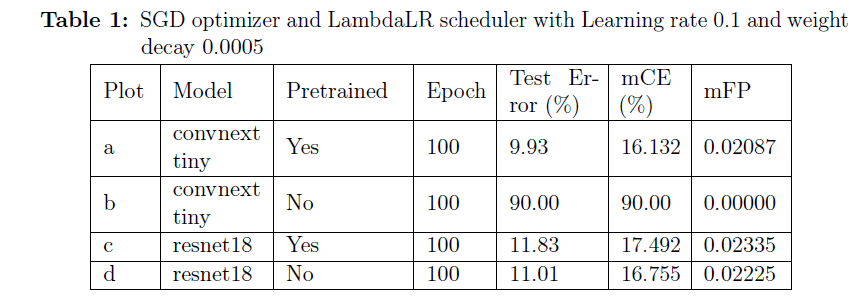 Table 1: SGD optimizer and LambdaLR scheduler with Learning rate 0.1 and weight
decay 0.0005
Plot Model Pretrained Epoch Test Er-
ror (%) mCE
(%) mFP
a convnext
tiny Yes 100 9.93 16.132 0.02087
b convnext
tiny No 100 90.00 90.00 0.00000
c resnet18 Yes 100 11.83 17.492 0.02335
d resnet18 No 100 11.01 16.755 0.02225